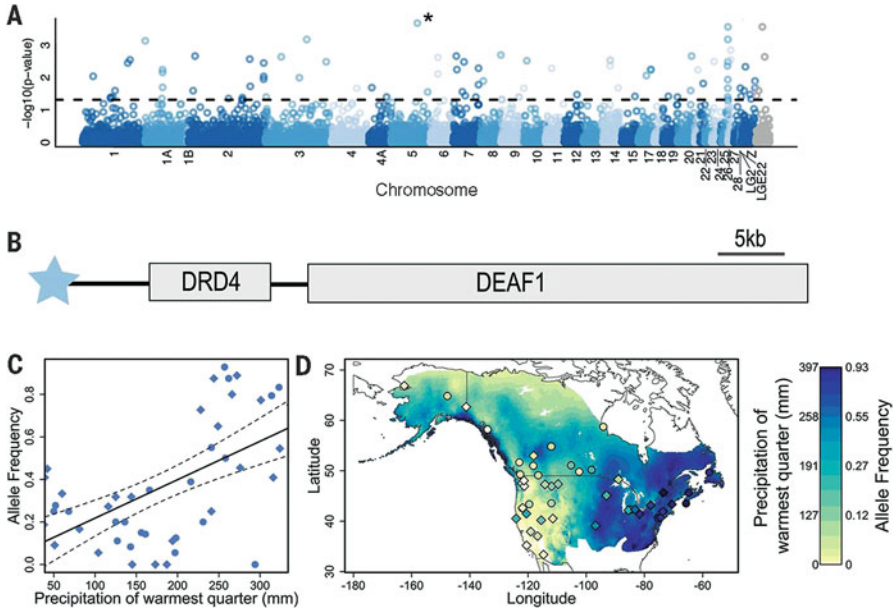 A
*
−log10(p-value)
3
2
1
0
1 1A 1B 2 3 4 4A 5 6 7 8 9 10 11 12 13 14 15 17 18 19 20 21 22 23 24 25 26 27 28 Z LG2 LGE22
Chromosome
B
5kb
DRD4
DEAF1
C
Allele Frequency
0.8
0.6
0.4
0.2
0.0
50 100 150 200 250 300
Precipitation of warmest quarter (mm)
D
Latitude
70
60
50
40
30
-180 -160 -140 -120 -100 -80 -60
Longitude
Precipitation of
warmest quarter (mm)
397
258
191
127
0
0.93
0.55
0.35
0.12
0
Allele Frequency